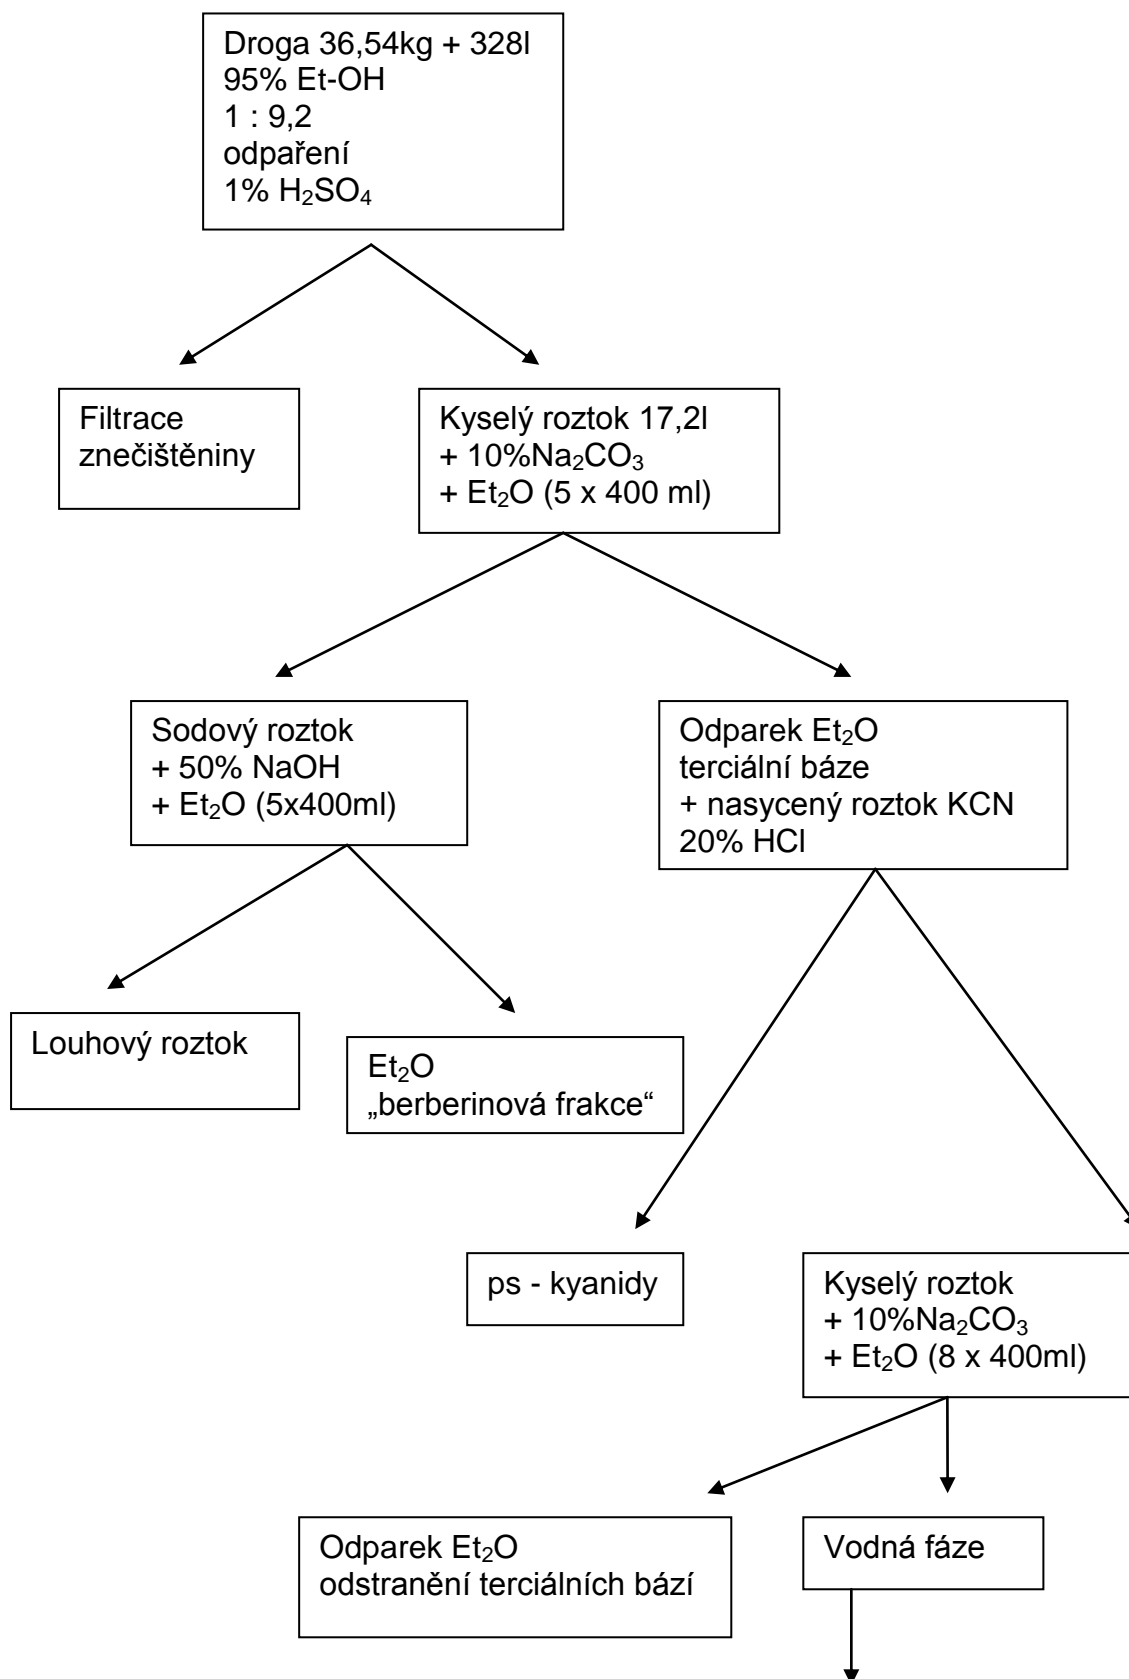 Droga 36,54kg + 328l
95% Et-OH
1 : 9,2
odpaření
1% H₂SO₄
Filtrace
znečištěniny
Kyselý roztok 17,2l
+ 10%Na₂CO₃
+ Et₂O (5 x 400 ml)
Sodový roztok
+ 50% NaOH
+ Et₂O (5x400ml)
Odparek Et₂O
terciální báze
+ nasycený roztok KCN
20% HCl
Louhový roztok
Et₂O
„berberinová frakce“
ps - kyanidy
Kyselý roztok
+ 10%Na₂CO₃
+ Et₂O (8 x 400ml)
Odparek Et₂O
odstranění terciálních bází
Vodná fáze